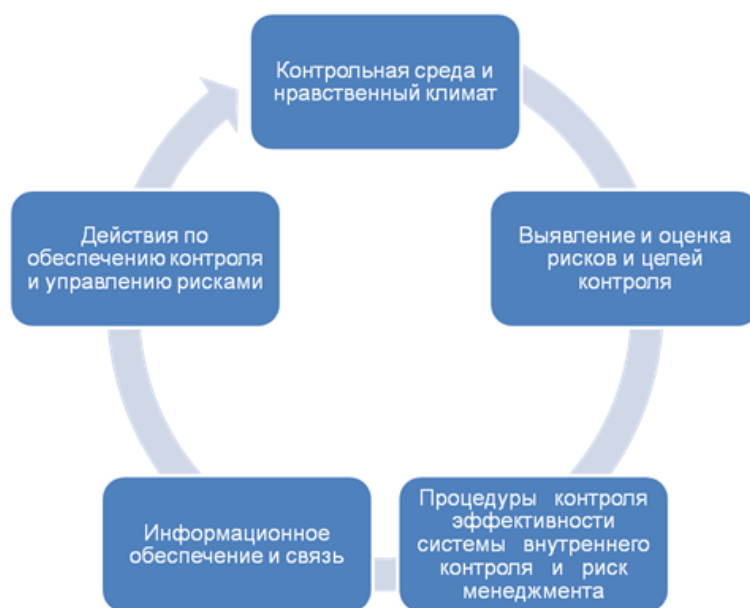 Контрольная среда и
нравственный климат
Выявление и оценка
рисков и целей
контроля
Процедуры контроля
эффективности
системы внутреннего
контроля и риск
менеджмента
Информационное
обеспечение и связь
Действия по
обеспечению контроля
и управлению рисками